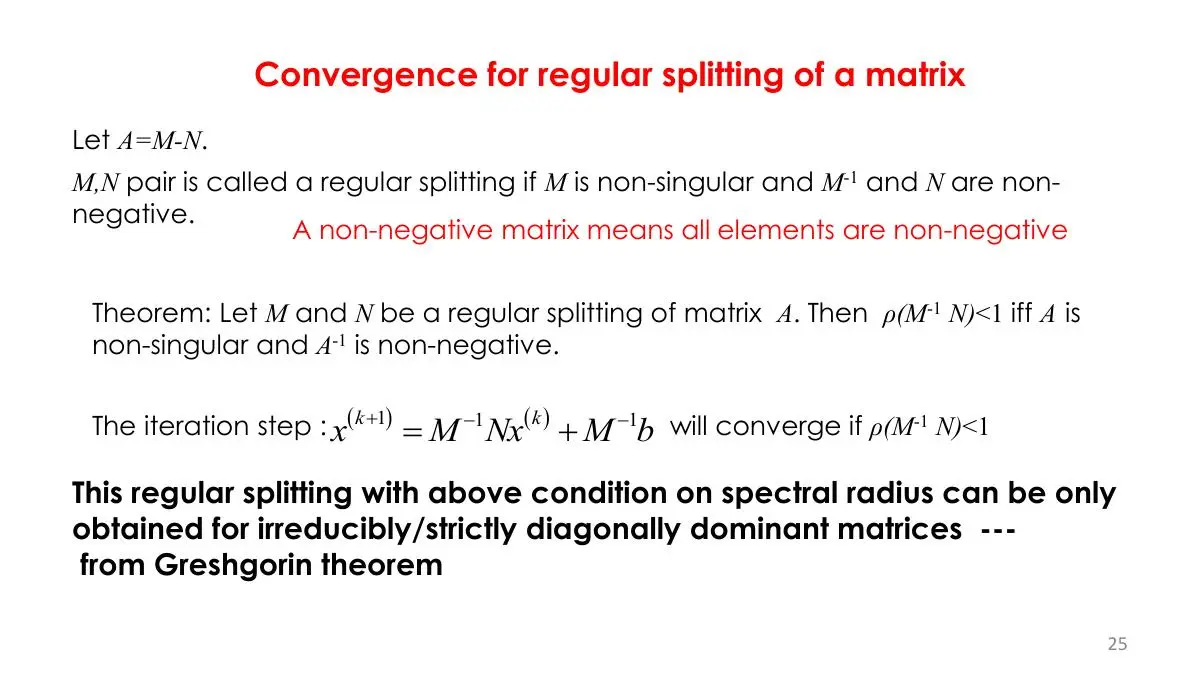 Convergence for regular splitting of a matrix
Let A=M-N.
M,N pair is called a regular splitting if M is non-singular and M⁻¹ and N are non-
negative.
A non-negative matrix means all elements are non-negative
Theorem: Let M and N be a regular splitting of matrix A. Then ρ(M⁻¹ N)<1 iff A is
non-singular and A⁻¹ is non-negative.
The iteration step : x⁽ᵏ⁺¹⁾ = M⁻¹Nx⁽ᵏ⁾ + M⁻¹b will converge if ρ(M⁻¹ N)<1
This regular splitting with above condition on spectral radius can be only
obtained for irreducibly/strictly diagonally dominant matrices ---
from Greshgorin theorem
25